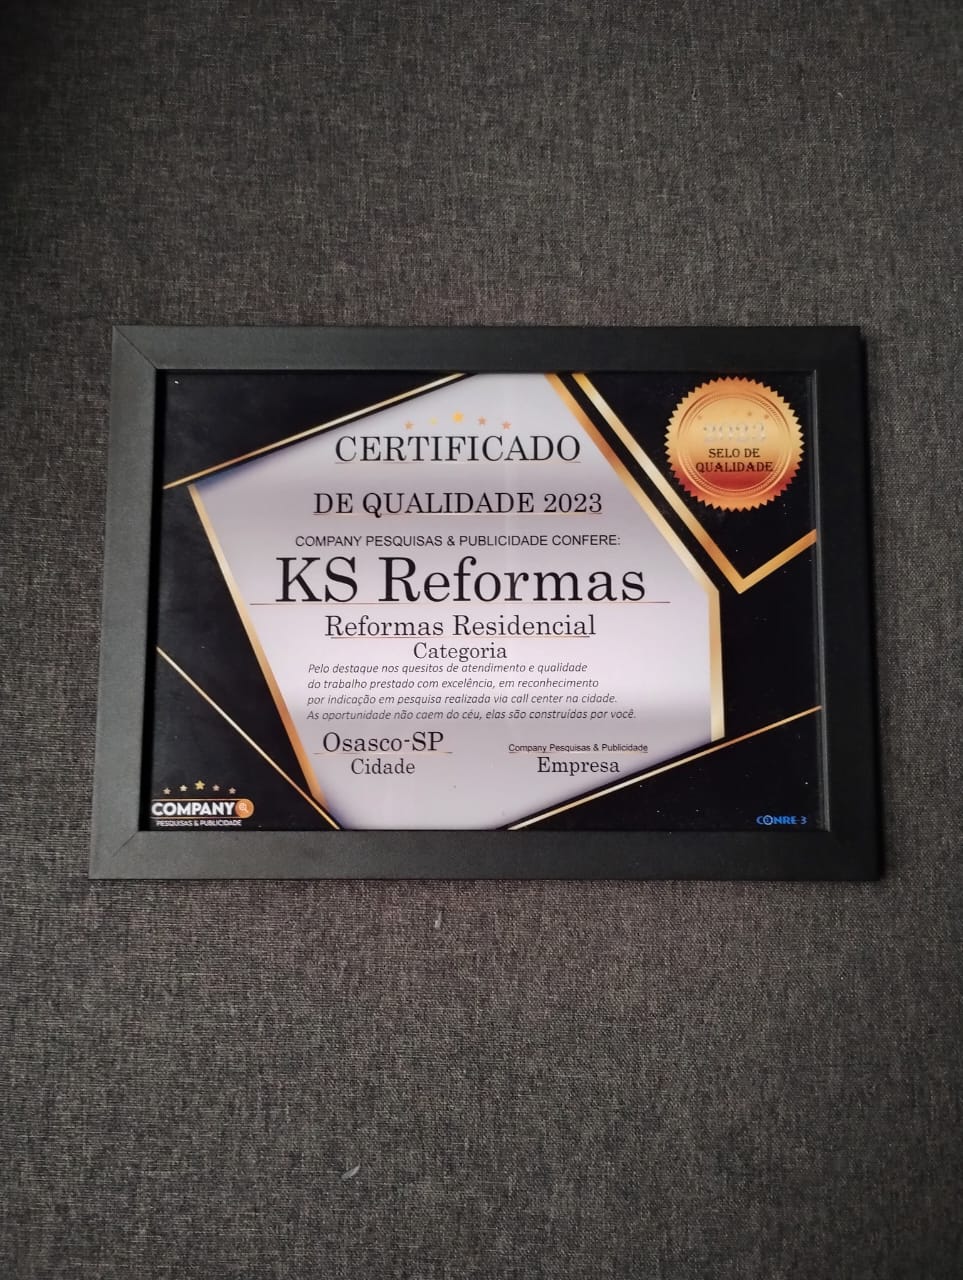 CERTIFICADO
DE QUALIDADE 2023
COMPANY PESQUISAS & PUBLICIDADE CONFERE:
KS Reformas
Reformas Residencial
Categoria
Pelo destaque nos quesitos de atendimento e qualidade
do trabalho prestado com excelência, em reconhecimento
por indicação em pesquisa realizada via call center na cidade.
As oportunidade não caem do céu, elas são construídas por você.
Osasco-SP
Cidade
Company Pesquisas & Publicidade
Empresa
2023
SELO DE
QUALIDADE
COMPANY
PESQUISAS & PUBLICIDADE
CONRE-3